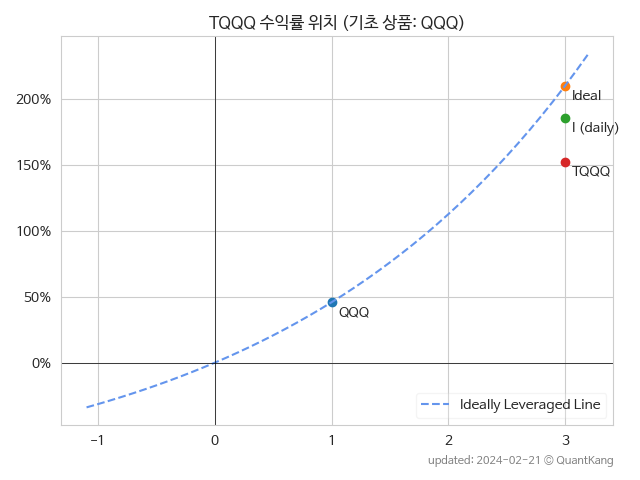 TQQQ 수익률 위치 (기초 상품: QQQ)
200%
150%
100%
50%
0%
Ideal
I (daily)
TQQQ
QQQ
Ideally Leveraged Line
−1 0 1 2 3
updated: 2024-02-21 © QuantKang